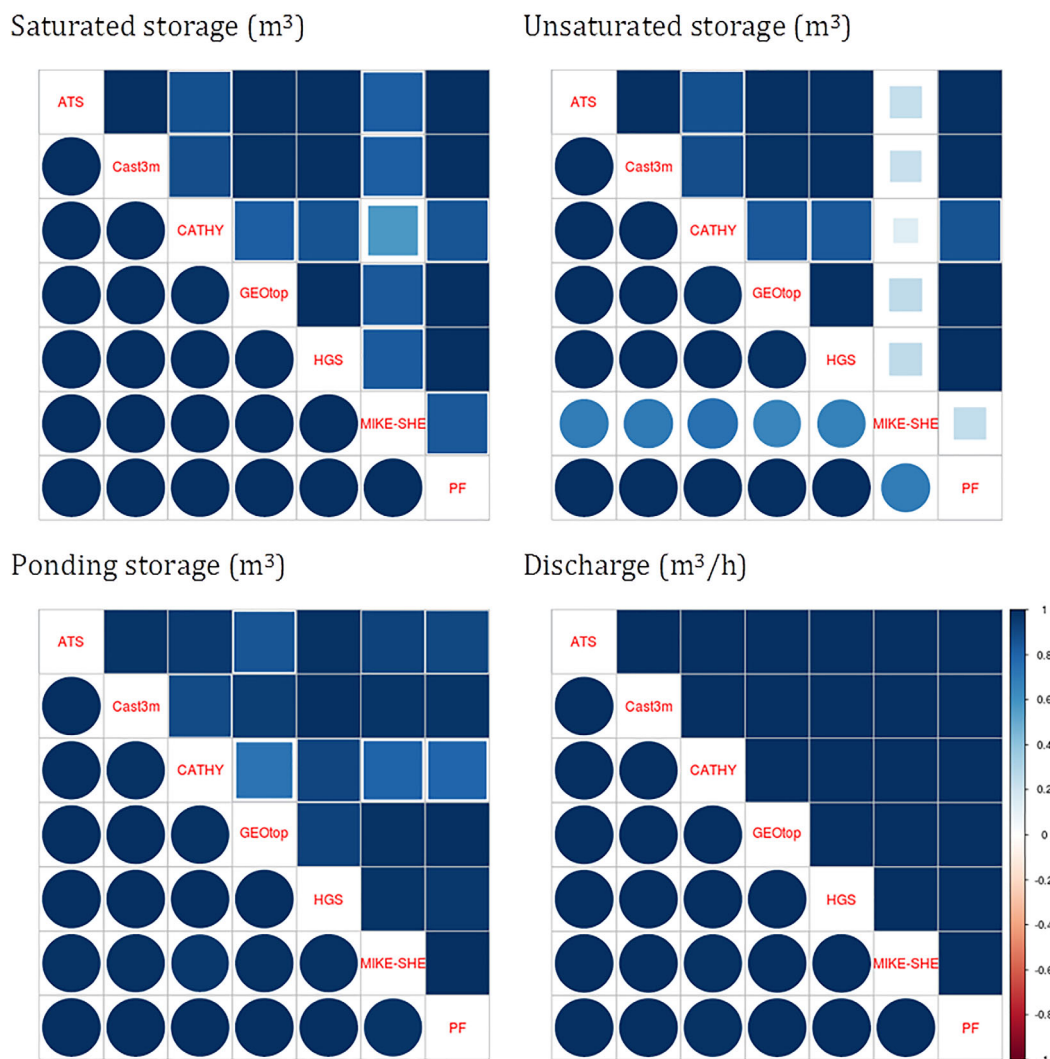 Saturated storage (m³)
Unsaturated storage (m³)
ATS
Cast3m
CATHY
GEOtop
HGS
MIKE-SHE
PF
ATS
Cast3m
CATHY
GEOtop
HGS
MIKE-SHE
PF
Ponding storage (m³)
Discharge (m³/h)
ATS
Cast3m
CATHY
GEOtop
HGS
MIKE-SHE
PF
ATS
Cast3m
CATHY
GEOtop
HGS
MIKE-SHE
PF
1
0.8
0.6
0.4
0.2
0
-0.2
-0.4
-0.6
-0.8